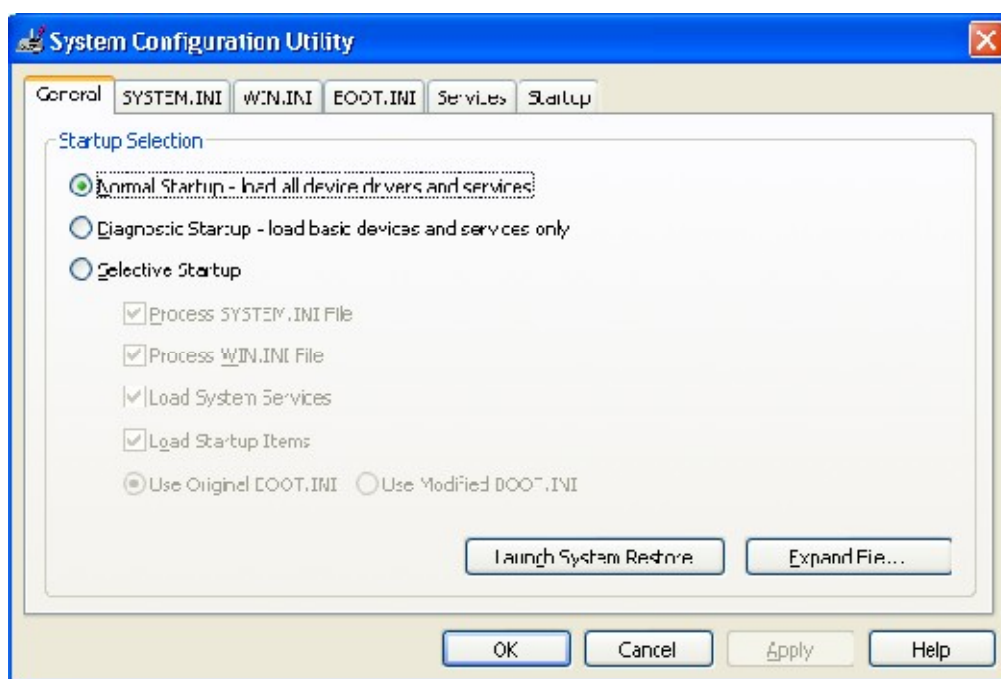 System Configuration Utility
General SYSTEM.INI WIN.INI BOOT.INI Services Startup
Startup Selection
Normal Startup - load all device drivers and services
Diagnostic Startup - load basic devices and services only
Selective Startup
Process SYSTEM.INI File
Process WIN.INI File
Load System Services
Load Startup Items
Use Original BOOT.INI Use Modified BOOT.INI
Launch System Restore Expand File...
OK Cancel Apply Help